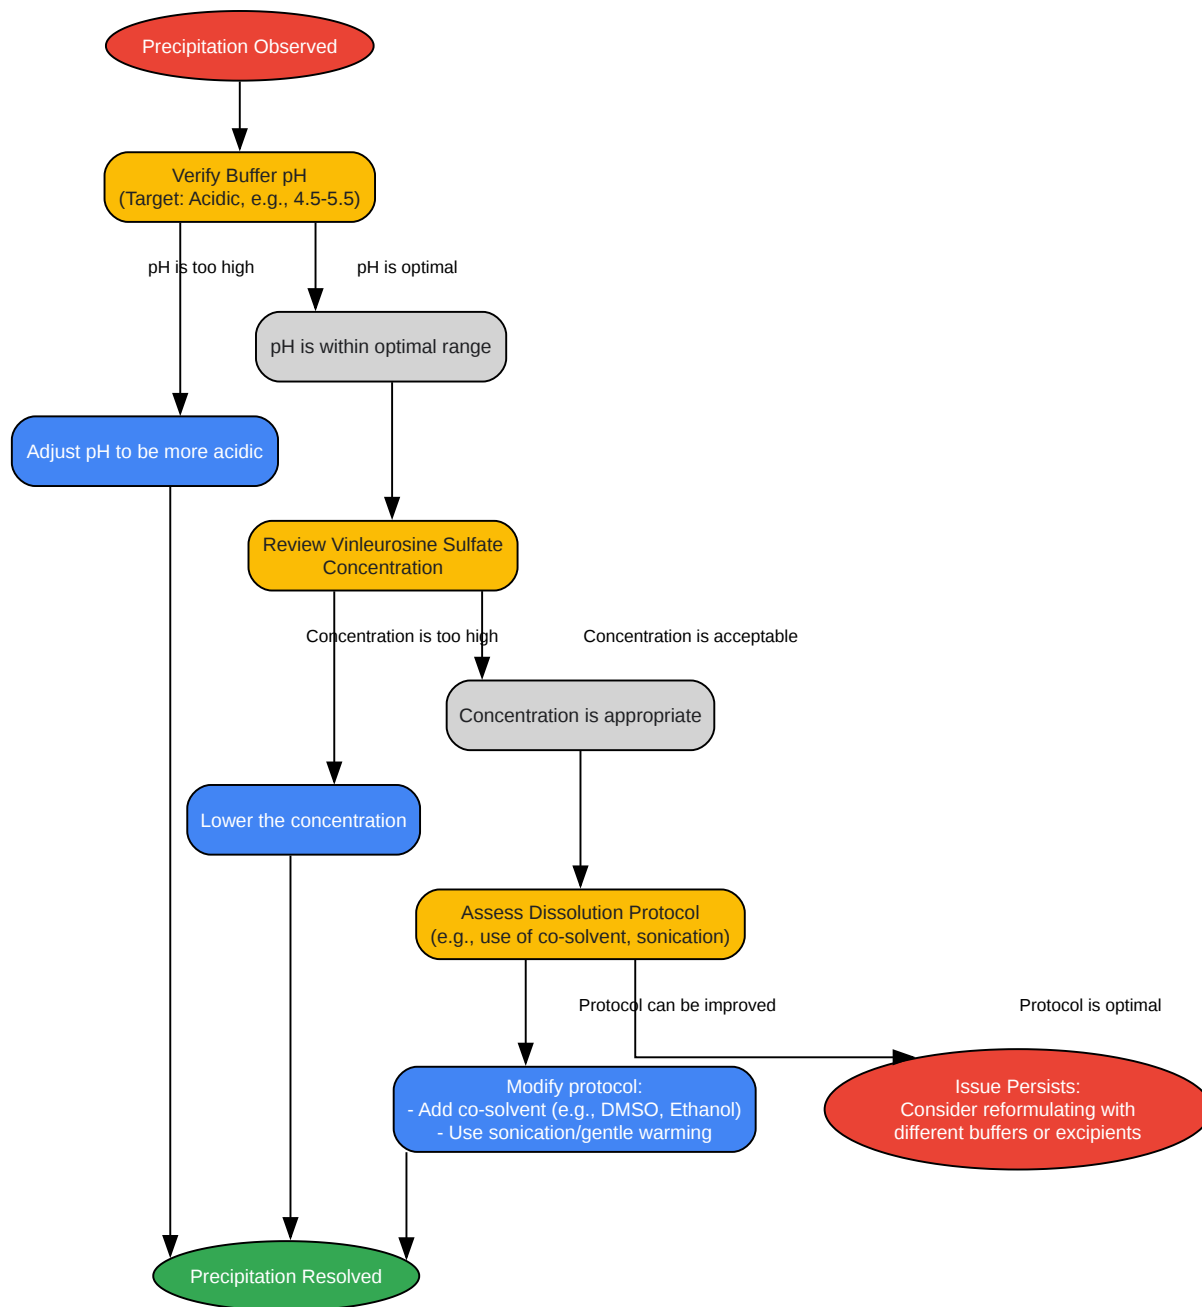 Precipitation Observed
Verify Buffer pH
(Target: Acidic, e.g., 4.5-5.5)
pH is too high
pH is optimal
pH is within optimal range
Adjust pH to be more acidic
Review Vinleurosine Sulfate
Concentration
Concentration is too high
Concentration is acceptable
Concentration is appropriate
Lower the concentration
Assess Dissolution Protocol
(e.g., use of co-solvent, sonication)
Protocol can be improved
Protocol is optimal
Modify protocol:
- Add co-solvent (e.g., DMSO, Ethanol)
- Use sonication/gentle warming
Issue Persists:
Consider reformulating with
different buffers or excipients
Precipitation Resolved